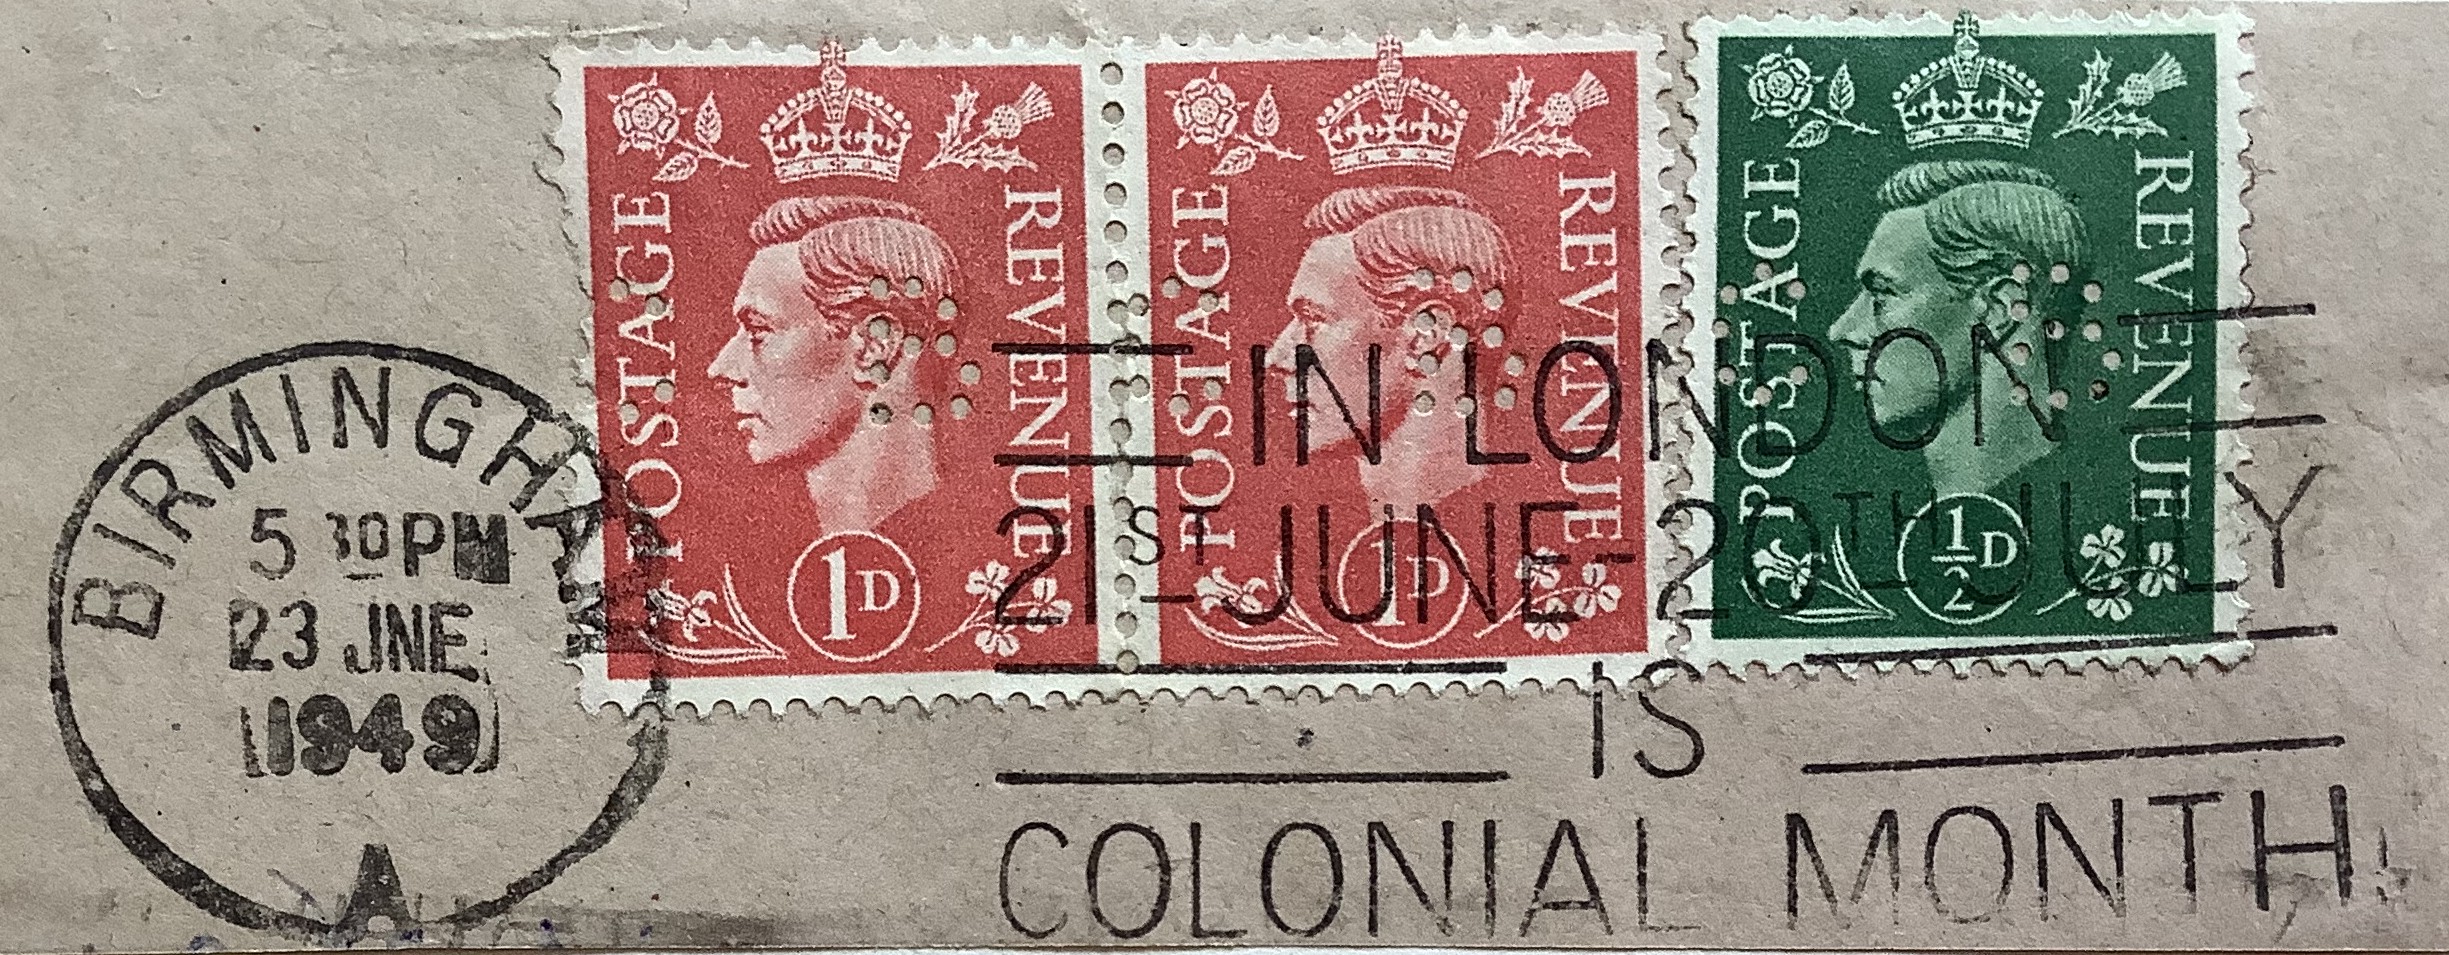 BIRMINGHAM
5 30 PM
23 JNE
1949
A
POSTAGE
REVENUE
1D
POSTAGE
REVENUE
1D
POSTAGE
REVENUE
½D
IN LONDON
21ST JUNE-20TH JULY
IS
COLONIAL MONTH